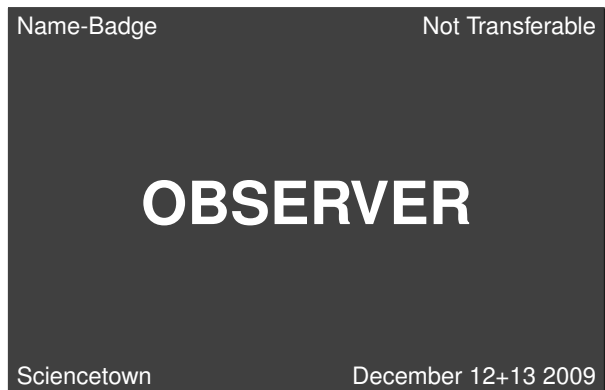 Name-Badge Not Transferable
OBSERVER
Sciencetown December 12+13 2009